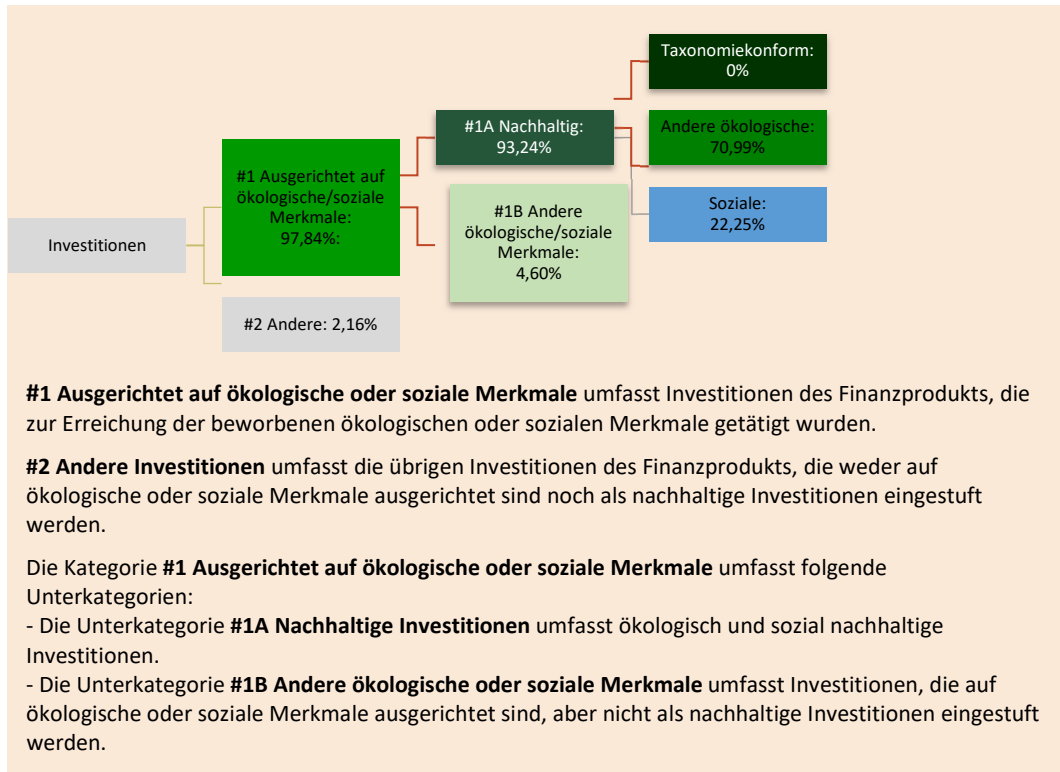 Taxonomiekonform:
0%
#1A Nachhaltig:
93,24%
Andere ökologische:
70,99%
#1 Ausgerichtet auf
ökologische/soziale
Merkmale:
97,84%:
#1B Andere
ökologische/soziale
Merkmale:
4,60%
Soziale:
22,25%
Investitionen
#2 Andere: 2,16%
#1 Ausgerichtet auf ökologische oder soziale Merkmale umfasst Investitionen des Finanzprodukts, die
zur Erreichung der beworbenen ökologischen oder sozialen Merkmale getätigt wurden.
#2 Andere Investitionen umfasst die übrigen Investitionen des Finanzprodukts, die weder auf
ökologische oder soziale Merkmale ausgerichtet sind noch als nachhaltige Investitionen eingestuft
werden.
Die Kategorie #1 Ausgerichtet auf ökologische oder soziale Merkmale umfasst folgende
Unterkategorien:
- Die Unterkategorie #1A Nachhaltige Investitionen umfasst ökologisch und sozial nachhaltige
Investitionen.
- Die Unterkategorie #1B Andere ökologische oder soziale Merkmale umfasst Investitionen, die auf
ökologische oder soziale Merkmale ausgerichtet sind, aber nicht als nachhaltige Investitionen eingestuft
werden.